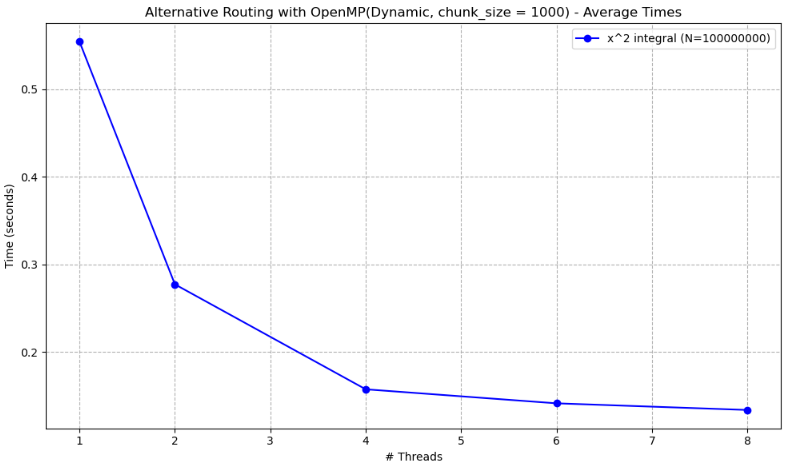 Alternative Routing with OpenMP(Dynamic, chunk_size = 1000) - Average Times
x^2 integral (N=100000000)
Time (seconds)
0.5
0.4
0.3
0.2
1 2 3 4 5 6 7 8
# Threads